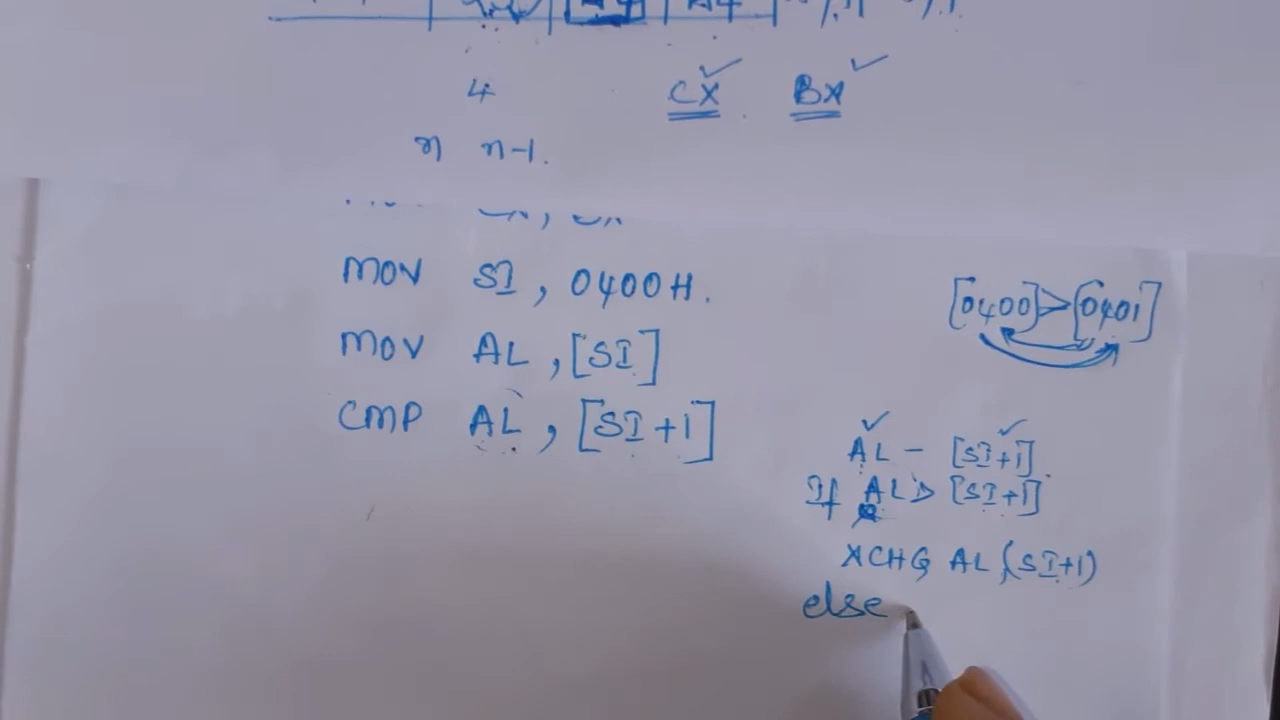 4 CX BX
n n-1.
MOV SI, 0400H.
[0400]>[0401]
MOV AL,[SI]
CMP AL, [SI+1]
AL - [SI+1]
If AL > [SI+1]
XCHG AL,(SI+1)
else